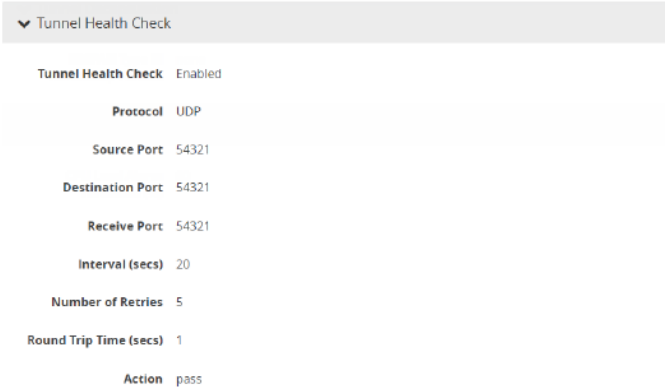 Tunnel Health Check
Tunnel Health Check Enabled
Protocol UDP
Source Port 54321
Destination Port 54321
Receive Port 54321
Interval (secs) 20
Number of Retries 5
Round Trip Time (secs) 1
Action pass